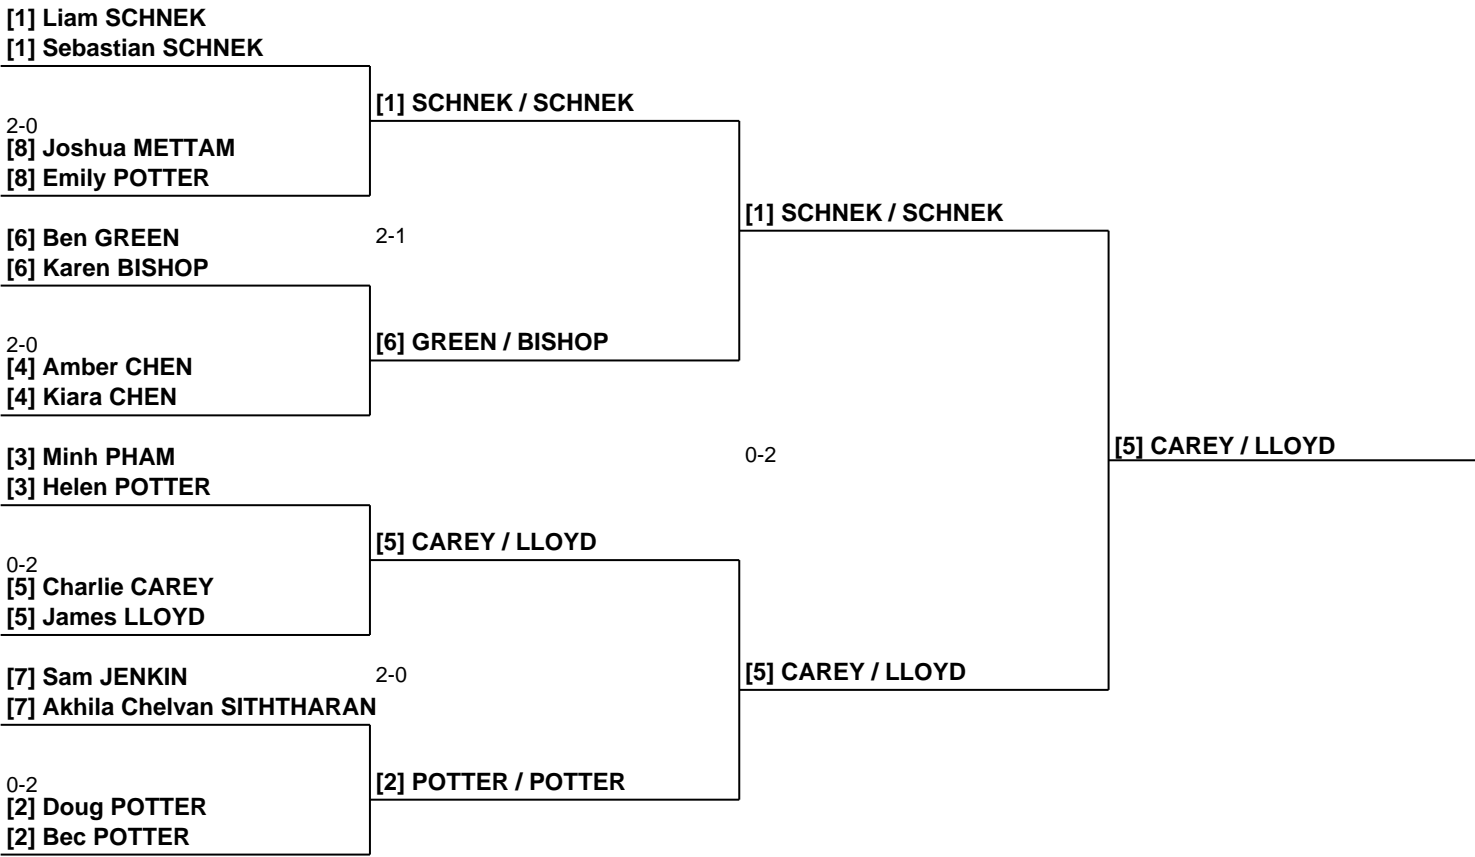 [1] Liam SCHNEK
[1] Sebastian SCHNEK
2-0
[8] Joshua METTAM
[8] Emily POTTER
[6] Ben GREEN
[6] Karen BISHOP
2-0
[4] Amber CHEN
[4] Kiara CHEN
[3] Minh PHAM
[3] Helen POTTER
0-2
[5] Charlie CAREY
[5] James LLOYD
[7] Sam JENKIN
[7] Akhila Chelvan SITHTHARAN
0-2
[2] Doug POTTER
[2] Bec POTTER
[1] SCHNEK / SCHNEK
2-1
[6] GREEN / BISHOP
[5] CAREY / LLOYD
2-0
[2] POTTER / POTTER
[1] SCHNEK / SCHNEK
0-2
[5] CAREY / LLOYD
[5] CAREY / LLOYD